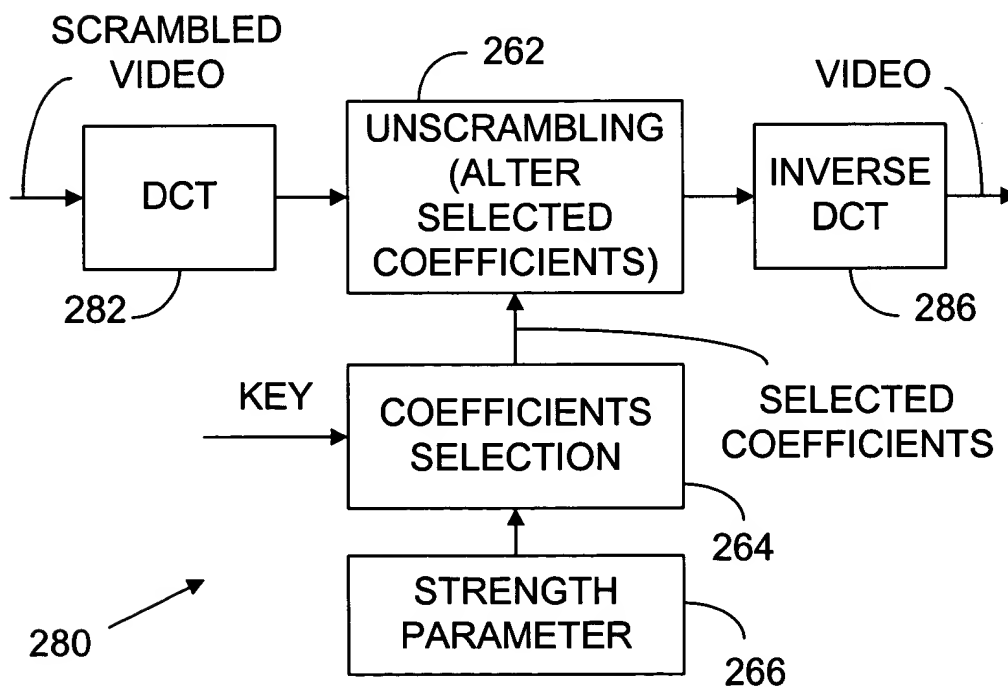 SCRAMBLED
VIDEO
262
VIDEO
DCT
UNSCRAMBLING
(ALTER
SELECTED
COEFFICIENTS)
INVERSE
DCT
282
286
KEY
COEFFICIENTS
SELECTION
SELECTED
COEFFICIENTS
264
STRENGTH
PARAMETER
280
266